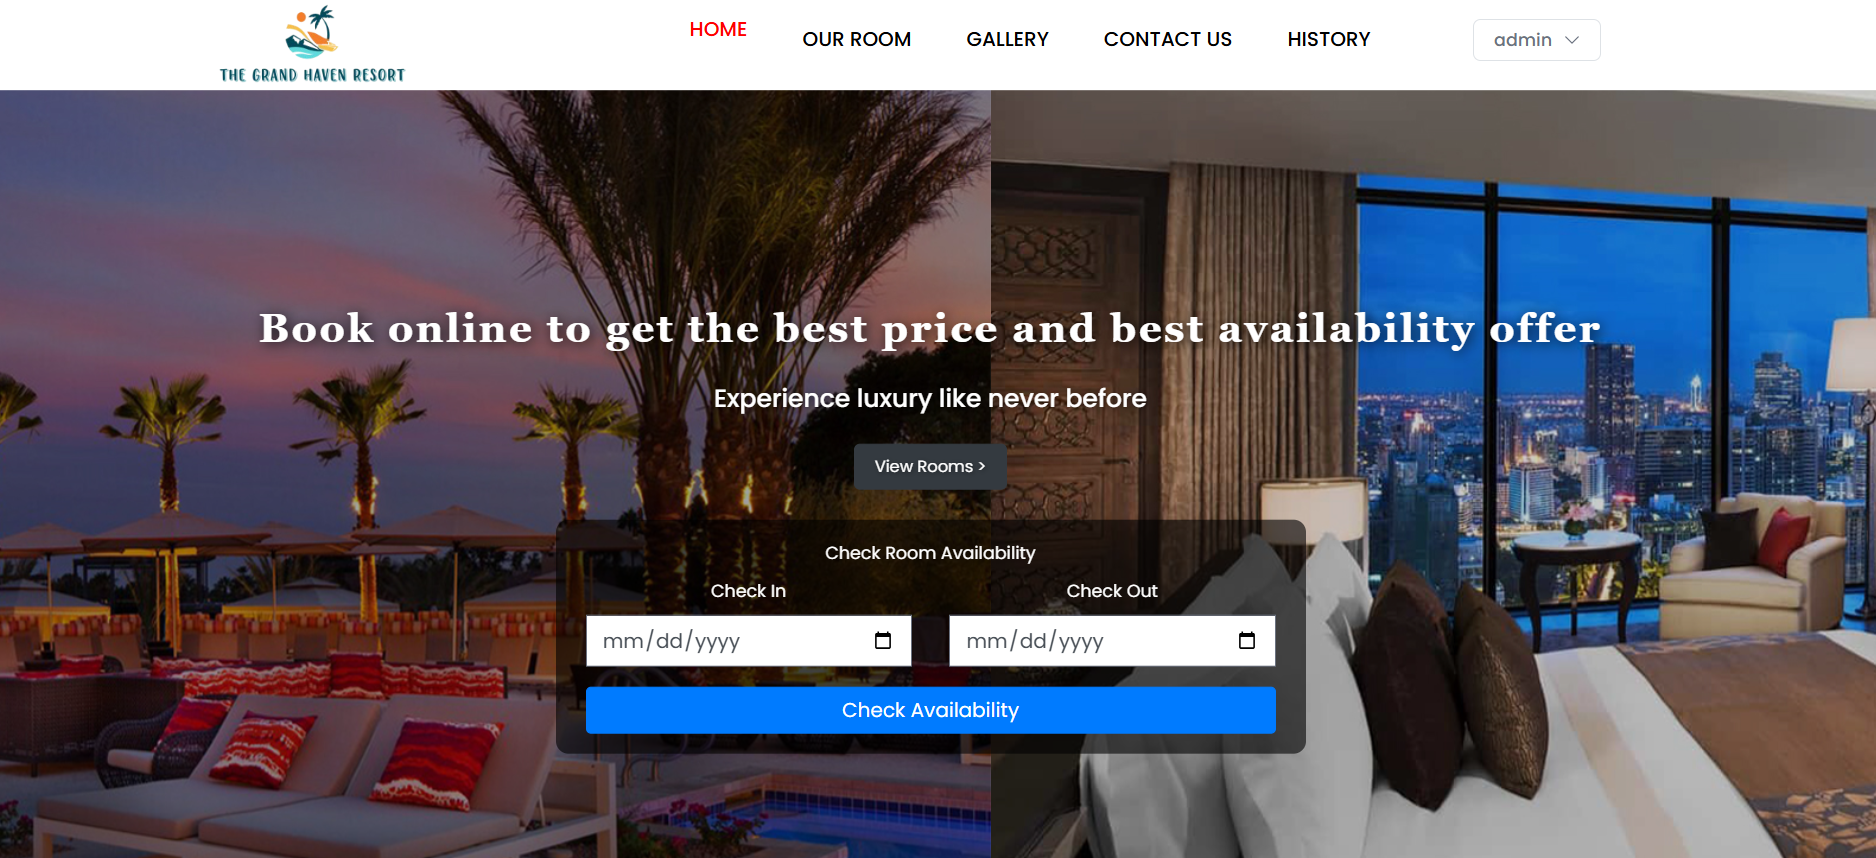 THE GRAND HAVEN RESORT
HOME
OUR ROOM
GALLERY
CONTACT US
HISTORY
admin
Book online to get the best price and best availability offer
Experience luxury like never before
View Rooms >
Check Room Availability
Check In
Check Out
mm/dd/yyyy
mm/dd/yyyy
Check Availability